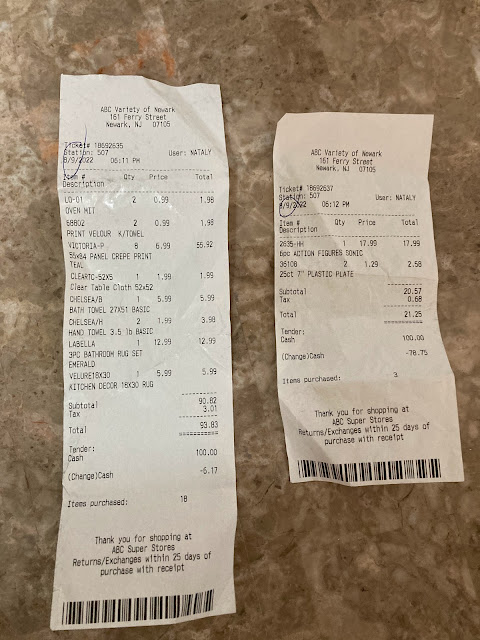 ABC Variety of Newark
161 Ferry Street
Newark, NJ 07105
Ticket# 18692635
Station: 507 User: NATALY
8/9/2022 06:11 PM
Item # Qty Price Total
Description
LO-01 2 0.99 1.98
OVEN MIT
68802 2 0.99 1.98
PRINT VELOUR K/TOWEL
VICTORIA-P 8 6.99 55.92
55x84 PANEL CREPE PRINT
TEAL
CLEARTC-52X5 1 1.99 1.99
Clear Table Cloth 52x52
CHELSEA/B 1 5.99 5.99
BATH TOWEL 27X51 BASIC
CHELSEA/H 2 1.99 3.98
HAND TOWEL 3.5 lb BASIC
LABELLA 1 12.99 12.99
3PC BATHROOM RUG SET
EMERALD
VELURE18X30 1 5.99 5.99
KITCHEN DECOR 18X30 RUG
Subtotal 90.82
Tax 3.01
Total 93.83
Tender:
Cash 100.00
(Change)Cash -6.17
Items purchased: 18
Thank you for shopping at
ABC Super Stores
Returns/Exchanges within 25 days of
purchase with receipt
ABC Variety of Newark
161 Ferry Street
Newark, NJ 07105
Ticket# 18692637
Station: 507 User: NATALY
8/9/2022 06:12 PM
Item # Qty Price Total
Description
2635-HH 1 17.99 17.99
6pc ACTION FIGURES SONIC
36108 2 1.29 2.58
25ct 7" PLASTIC PLATE
Subtotal 20.57
Tax 0.68
Total 21.25
Tender:
Cash 100.00
(Change)Cash -78.75
Items purchased: 3
Thank you for shopping at
ABC Super Stores
Returns/Exchanges within 25 days of
purchase with receipt